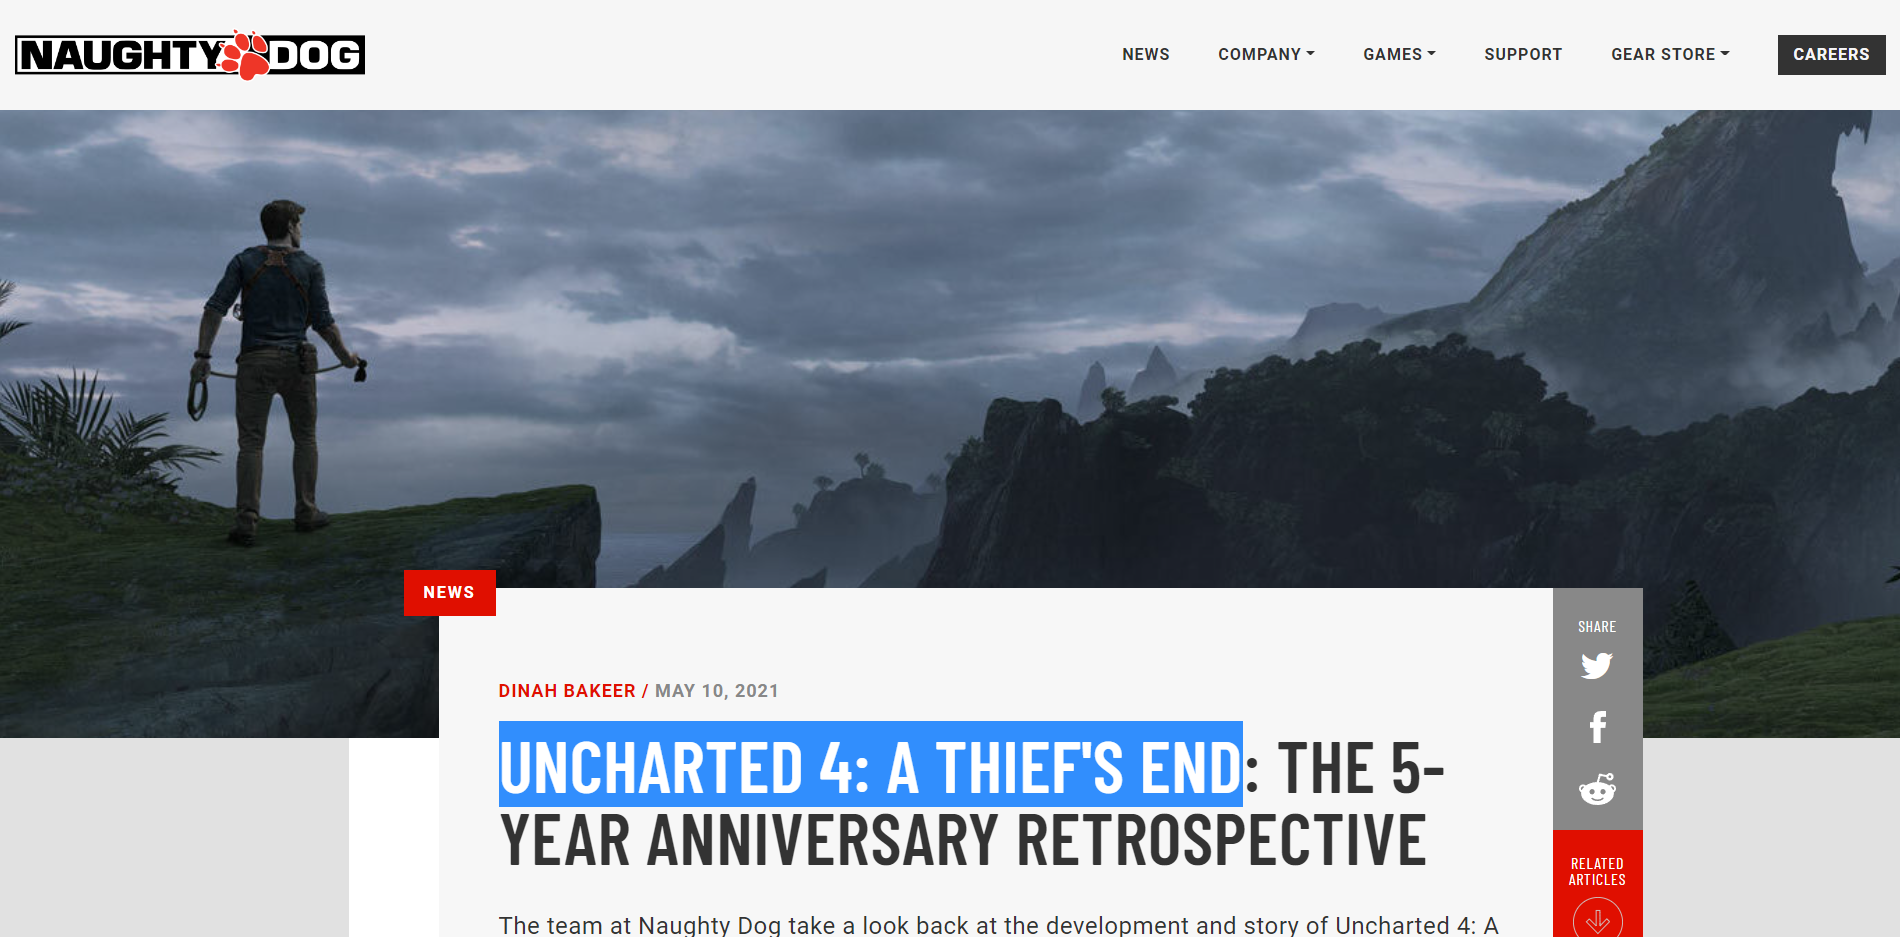 NAUGHTY DOG
NEWS COMPANY GAMES SUPPORT GEAR STORE CAREERS
NEWS
SHARE
DINAH BAKEER / MAY 10, 2021
UNCHARTED 4: A THIEF'S END: THE 5-
YEAR ANNIVERSARY RETROSPECTIVE
RELATED
ARTICLES
The team at Naughty Dog take a look back at the development and story of Uncharted 4: A